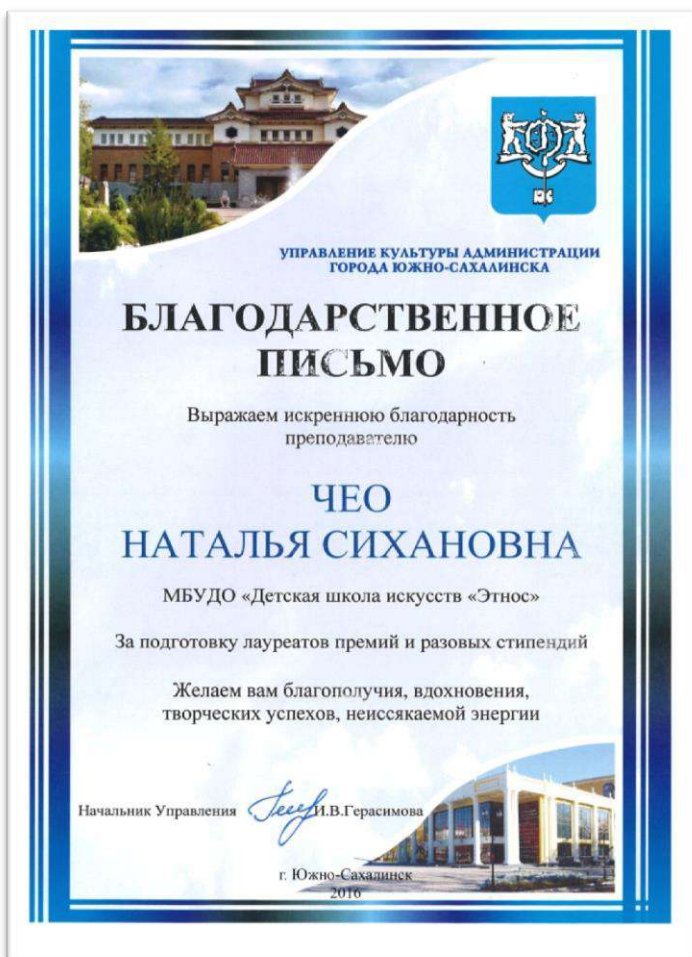 ЮС
УПРАВЛЕНИЕ КУЛЬТУРЫ АДМИНИСТРАЦИИ
ГОРОДА ЮЖНО-САХАЛИНСКА
БЛАГОДАРСТВЕННОЕ
ПИСЬМО
Выражаем искреннюю благодарность
преподавателю
ЧЕО
НАТАЛЬЯ СИХАНОВНА
МБУДО «Детская школа искусств «Этнос»
За подготовку лауреатов премий и разовых стипендий
Желаем вам благополучия, вдохновения,
творческих успехов, неиссякаемой энергии
Начальник Управления И.В.Герасимова
г. Южно-Сахалинск
2016